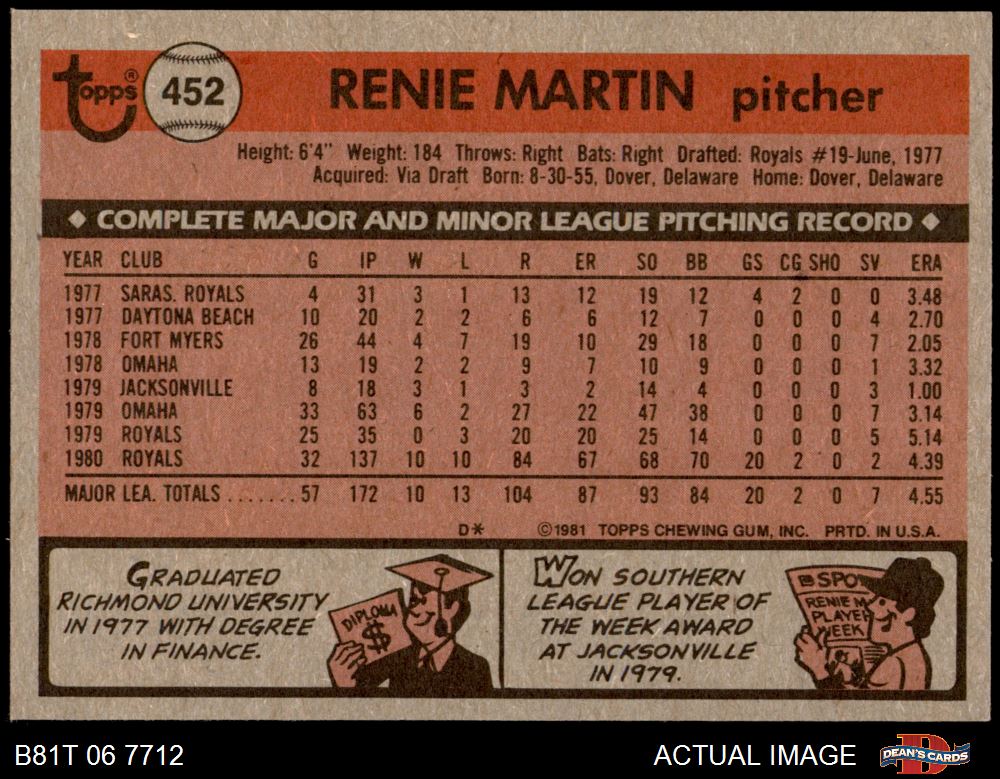 topps® 452 RENIE MARTIN pitcher
Height: 6'4" Weight: 184 Throws: Right Bats: Right Drafted: Royals #19-June, 1977
Acquired: Via Draft Born: 8-30-55, Dover, Delaware Home: Dover, Delaware
◆ COMPLETE MAJOR AND MINOR LEAGUE PITCHING RECORD ◆
YEAR CLUB G IP W L R ER SO BB GS CG SHO SV ERA
1977 SARAS. ROYALS 4 31 3 1 13 12 19 12 4 2 0 0 3.48
1977 DAYTONA BEACH 10 20 2 2 6 6 12 7 0 0 0 4 2.70
1978 FORT MYERS 26 44 4 7 19 10 29 18 0 0 0 7 2.05
1978 OMAHA 13 19 2 2 9 7 10 9 0 0 0 1 3.32
1979 JACKSONVILLE 8 18 3 1 3 2 14 4 0 0 0 3 1.00
1979 OMAHA 33 63 6 2 27 22 47 38 0 0 0 7 3.14
1979 ROYALS 25 35 0 3 20 20 25 14 0 0 0 5 5.14
1980 ROYALS 32 137 10 10 84 67 68 70 20 2 0 2 4.39
MAJOR LEA. TOTALS ....... 57 172 10 13 104 87 93 84 20 2 0 7 4.55
D* ©1981 TOPPS CHEWING GUM, INC. PRTD. IN U.S.A.
GRADUATED
RICHMOND UNIVERSITY
IN 1977 WITH DEGREE
IN FINANCE.
DIPLOMA
$
WON SOUTHERN
LEAGUE PLAYER OF
THE WEEK AWARD
AT JACKSONVILLE
IN 1979.
SPO
RENIE M
PLAYER
WEEK
B81T 06 7712 ACTUAL IMAGE DEAN'S CARDS